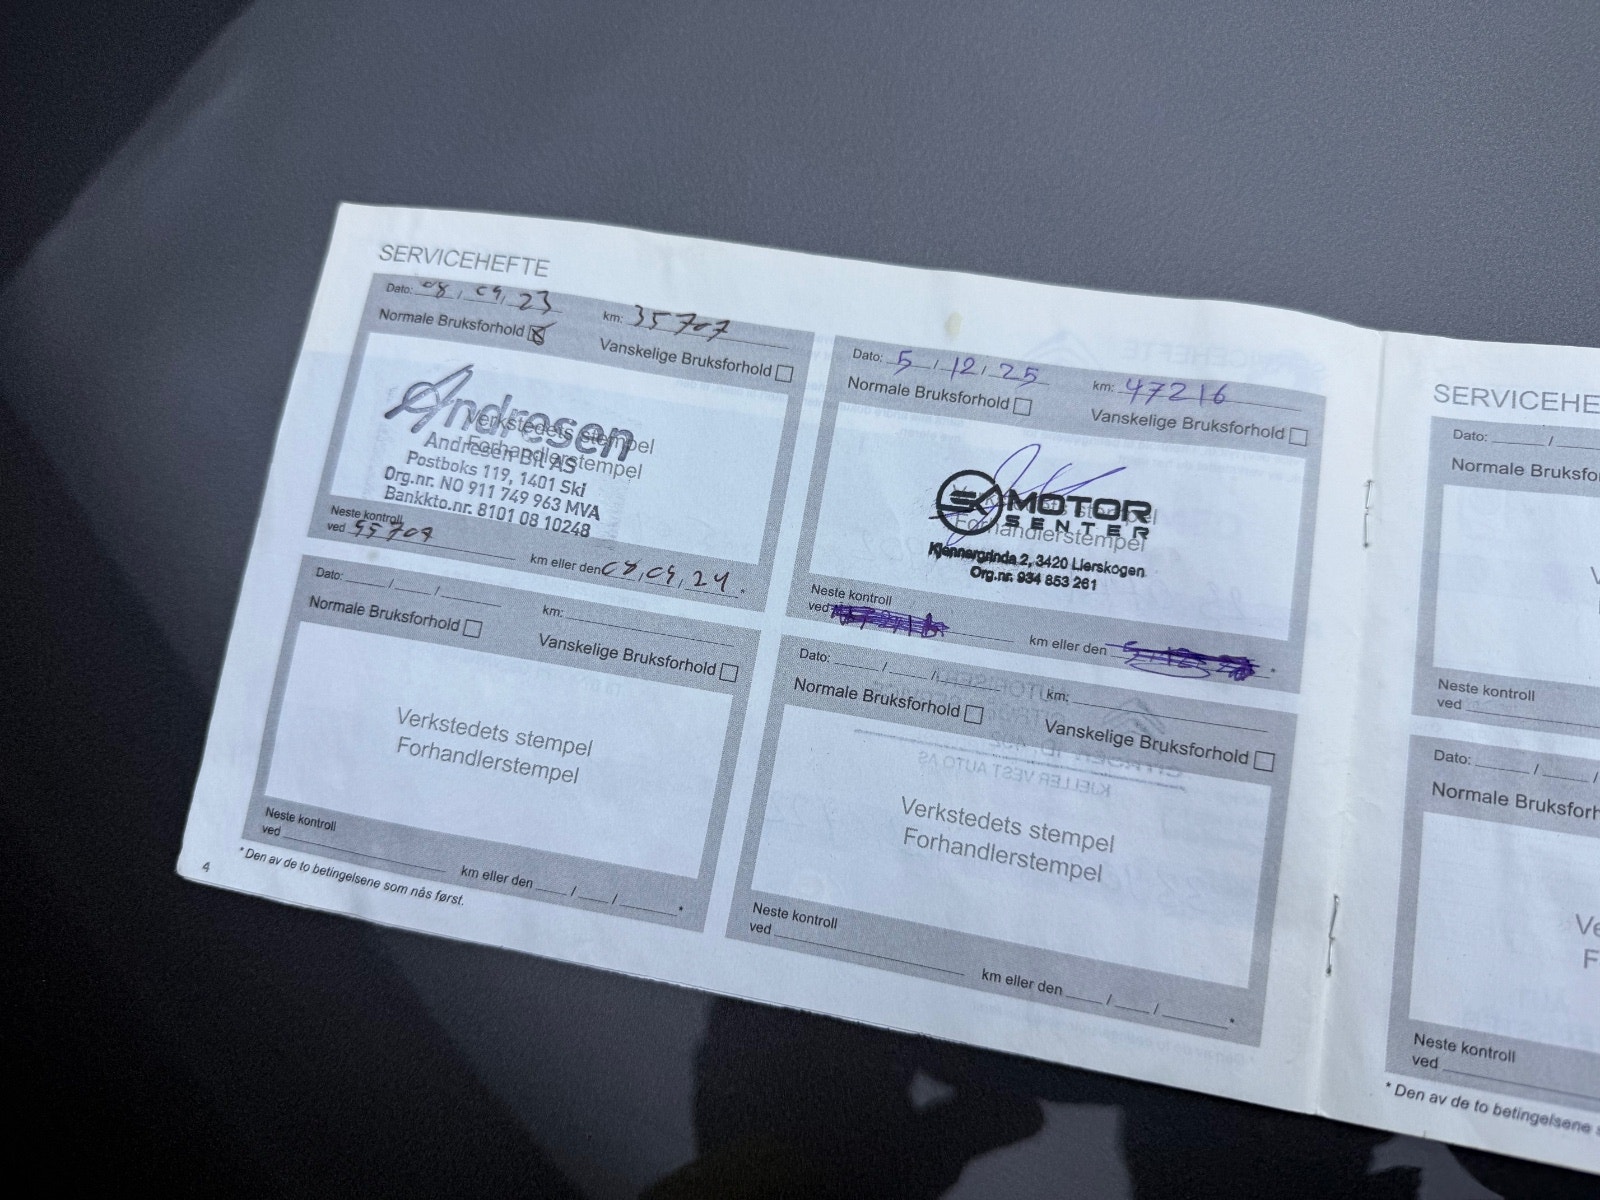 SERVICEHEFTE
Dato: 08 / 09 / 23 km: 35707
Normale Bruksforhold Vanskelige Bruksforhold
Andresen
Verkstedets stempel
Forhandlerstempel
Andresen Bil AS
Postboks 119, 1401 Ski
Org.nr. NO 911 749 963 MVA
Bankkto.nr. 8101 08 10248
Neste kontroll
ved km eller den 08, 09, 24 *
Dato: 5 / 12 / 25 km: 47216
Normale Bruksforhold Vanskelige Bruksforhold
MOTOR
SENTER
Forhandlerstempel
Kjennergrinda 2, 3420 Lierskogen
Org.nr. 934 853 261
Neste kontroll
ved km eller den *
Dato: / / km:
Normale Bruksforhold Vanskelige Bruksforhold
Verkstedets stempel
Forhandlerstempel
Neste kontroll
ved km eller den / / *
Dato: / / km:
Normale Bruksforhold Vanskelige Bruksforhold
Verkstedets stempel
Forhandlerstempel
Neste kontroll
ved km eller den / / *
* Den av de to betingelsene som nås først.
4
SERVICEHE
Dato: /
Normale Bruksfo
Neste kontroll
ved
Dato: / /
Normale Bruksforh
Ve
F
Neste kontroll
ved
* Den av de to betingelsene s